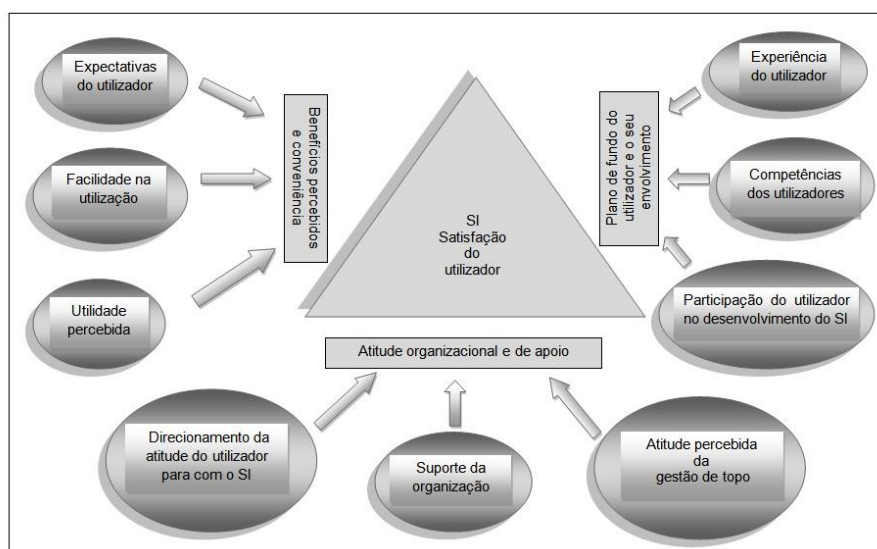 Expectativas
do utilizador
Facilidade na
utilização
Utilidade
percebida
Benefícios percebidos
e conveniência
SI
Satisfação
do
utilizador
Plano de fundo do
utilizador e o seu
envolvimento
Experiência
do utilizador
Competências
dos utilizadores
Participação do utilizador
no desenvolvimento do SI
Atitude organizacional e de apoio
Direcionamento da
atitude do utilizador
para com o SI
Suporte da
organização
Atitude percebida
da
gestão de topo